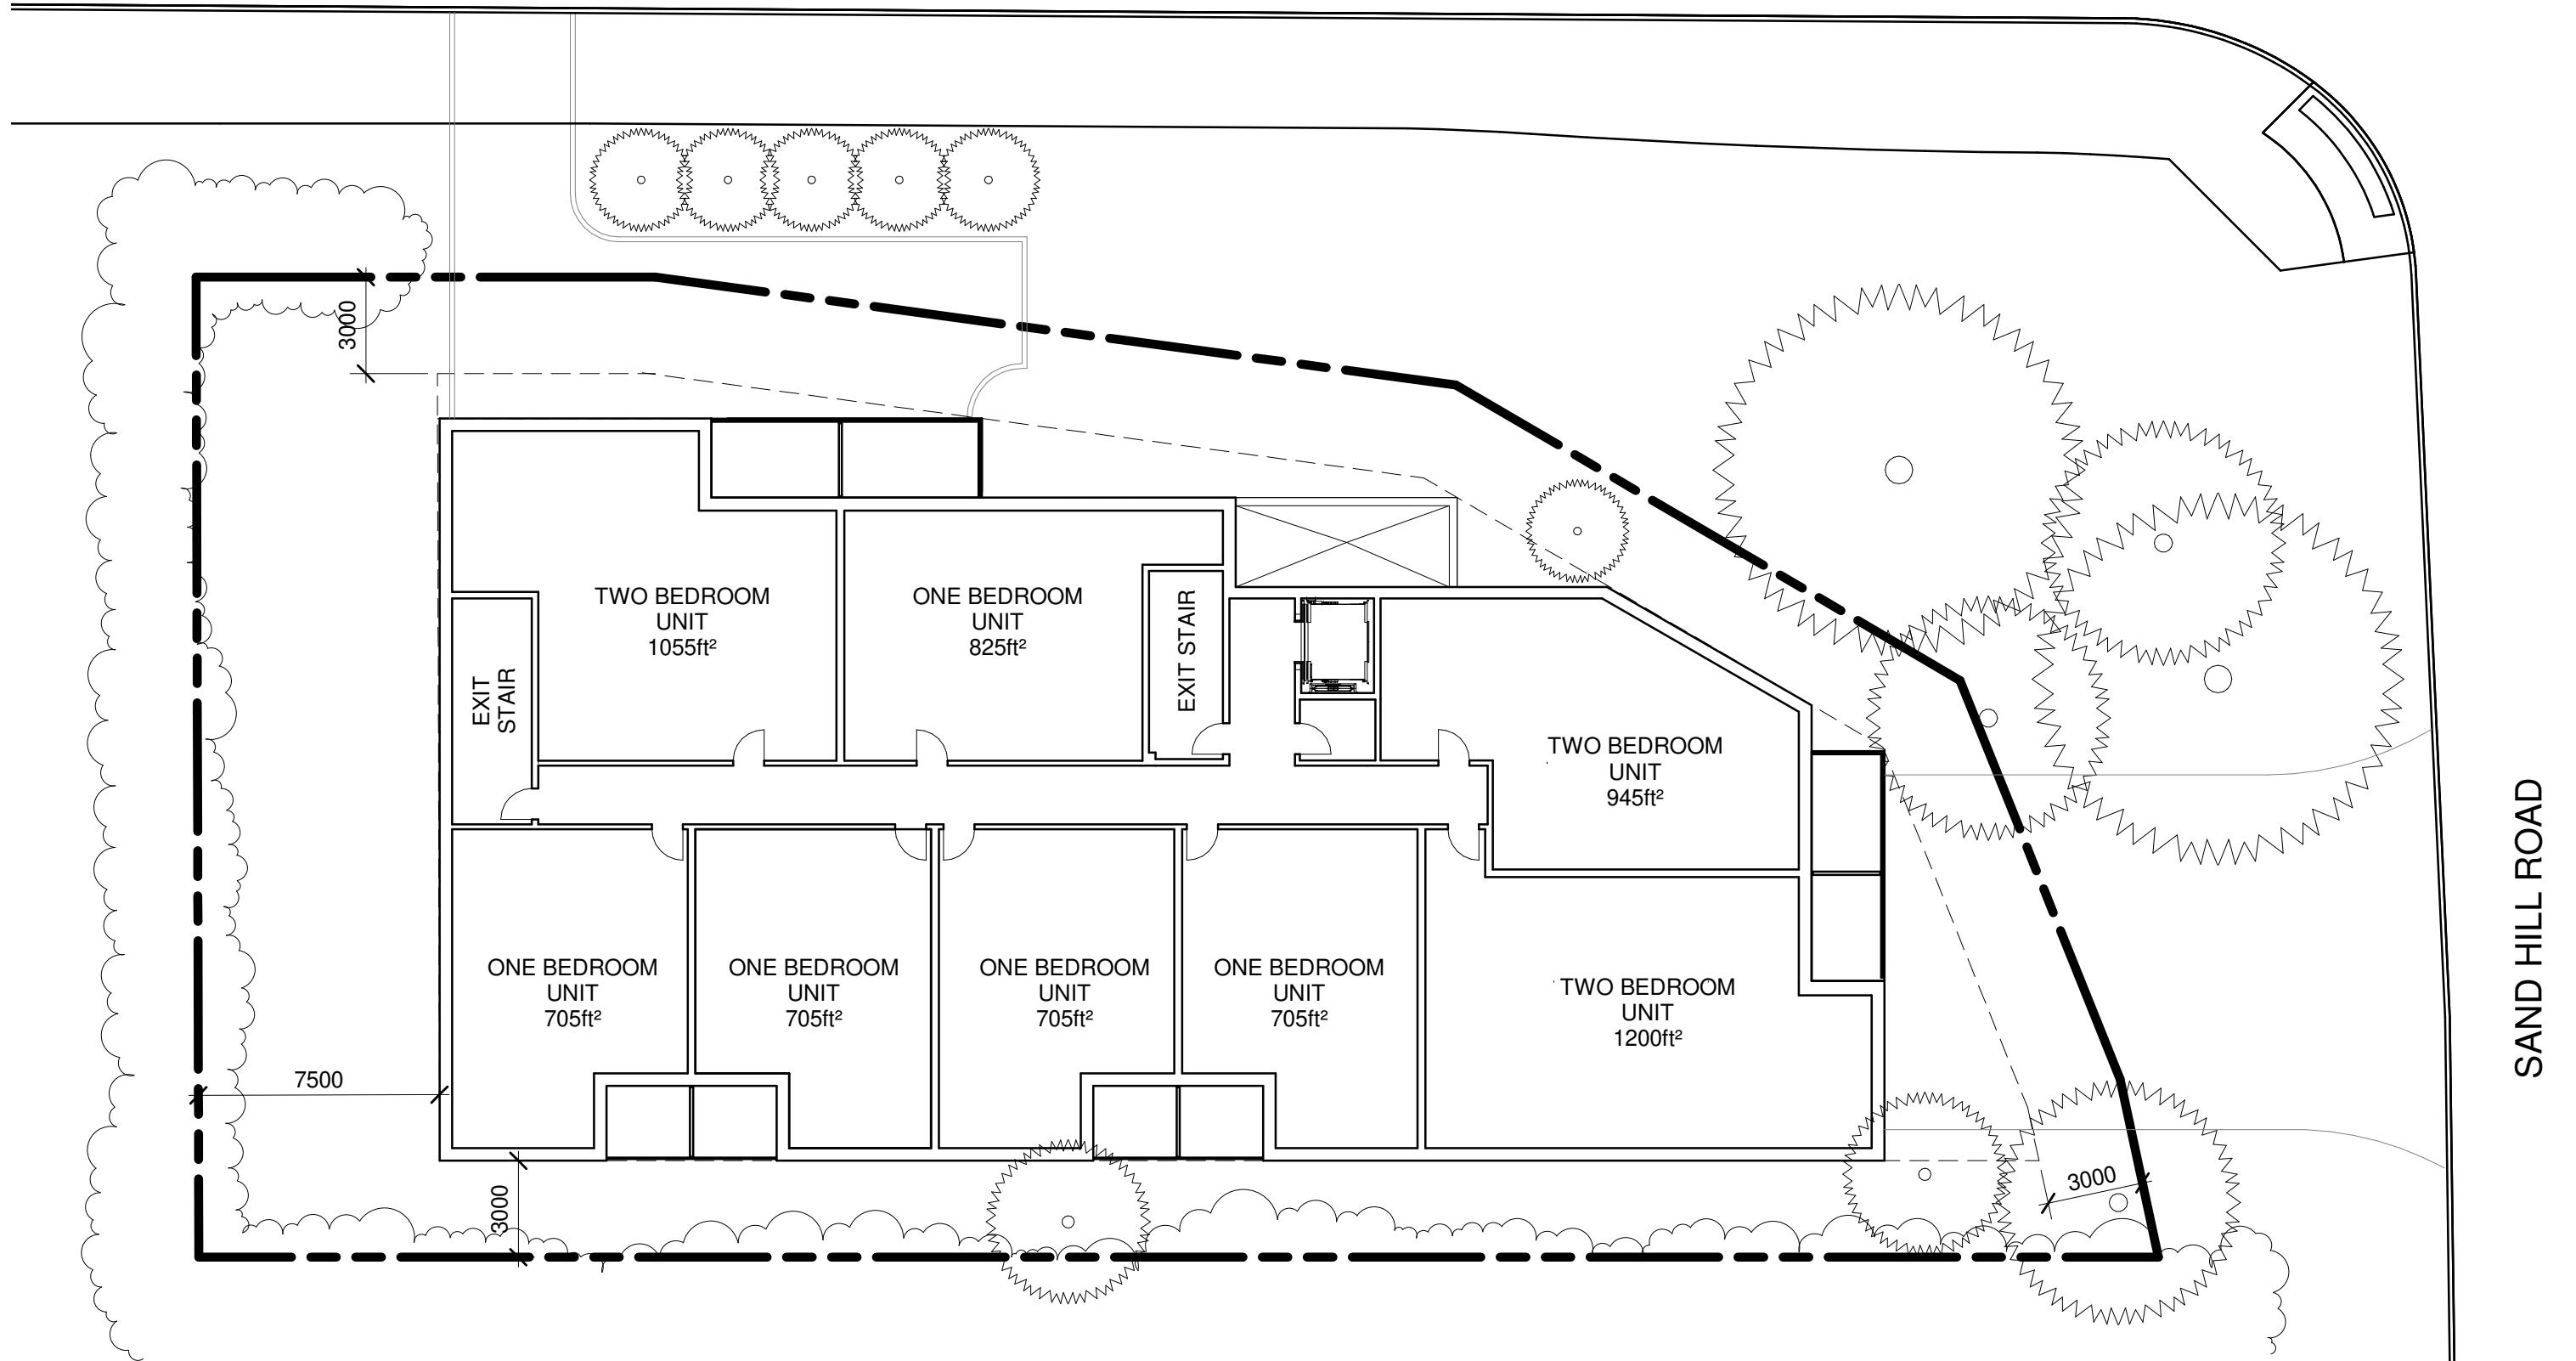 3000
TWO BEDROOM
UNIT
1055ft²
ONE BEDROOM
UNIT
825ft²
EXIT STAIR
EXIT
STAIR
TWO BEDROOM
UNIT
945ft²
SAND HILL ROAD
ONE BEDROOM
UNIT
705ft²
ONE BEDROOM
UNIT
705ft²
ONE BEDROOM
UNIT
705ft²
ONE BEDROOM
UNIT
705ft²
TWO BEDROOM
UNIT
1200ft²
7500
3000
3000